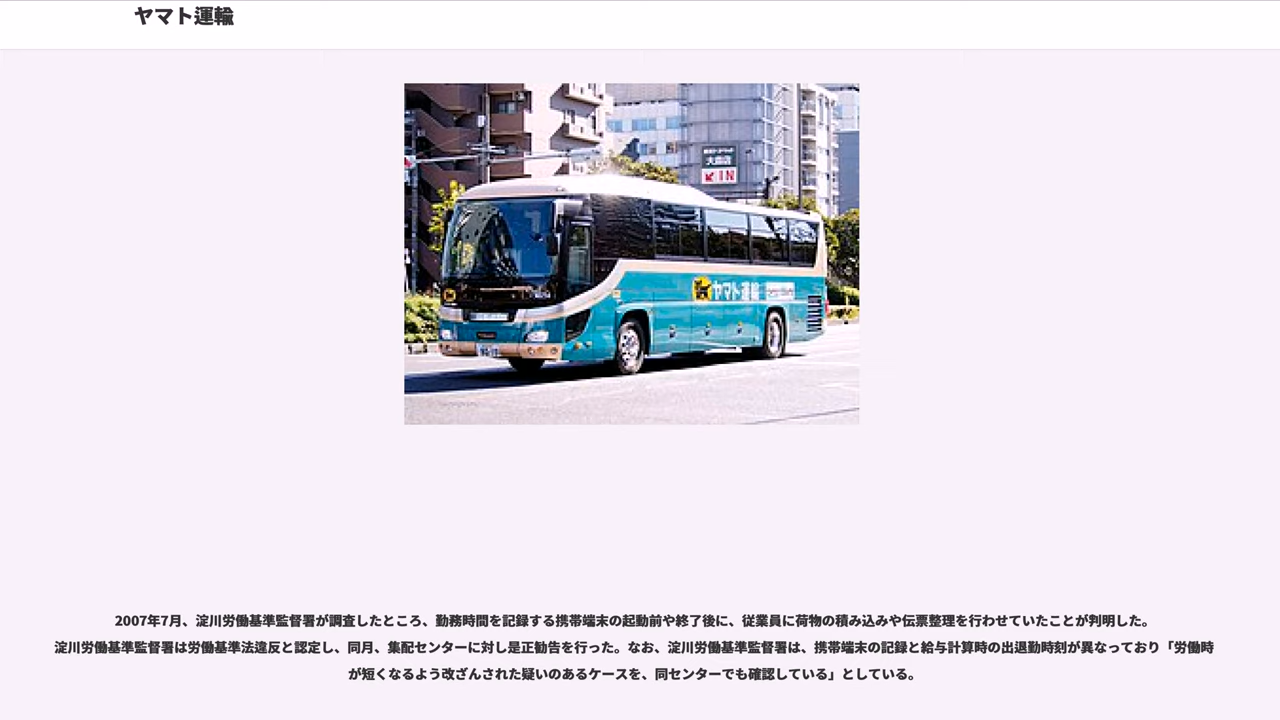 ヤマト運輸
大森店
IN
ヤマト運輸
2007年7月、淀川労働基準監督署が調査したところ、勤務時間を記録する携帯端末の起動前や終了後に、従業員に荷物の積み込みや伝票整理を行わせていたことが判明した。
淀川労働基準監督署は労働基準法違反と認定し、同月、集配センターに対し是正勧告を行った。なお、淀川労働基準監督署は、携帯端末の記録と給与計算時の出退勤時刻が異なっており「労働時
が短くなるよう改ざんされた疑いのあるケースを、同センターでも確認している」としている。